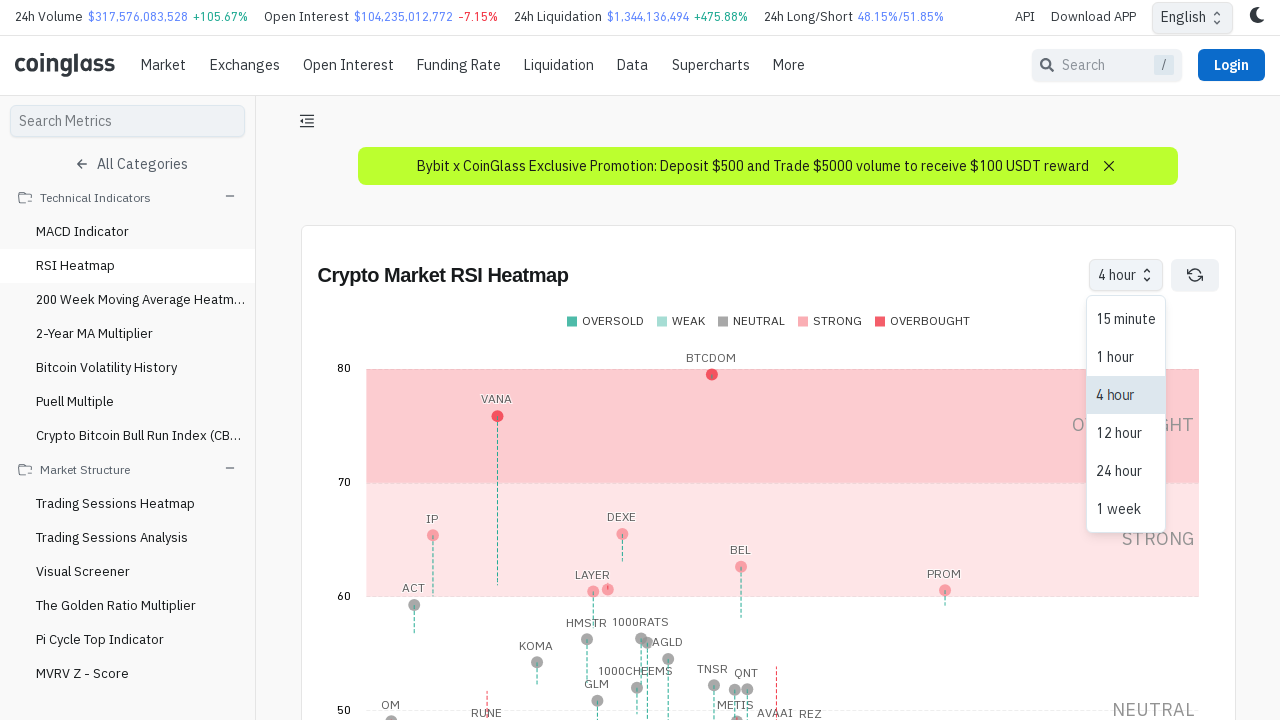 24h Volume $317,576,083,528 +105.67% Open Interest $104,235,012,772 -7.15% 24h Liquidation $1,344,136,494 +475.88% 24h Long/Short 48.15%/51.85% API Download APP English
coinglass Market Exchanges Open Interest Funding Rate Liquidation Data Supercharts More Search / Login
Search Metrics
All Categories
Technical Indicators
MACD Indicator
RSI Heatmap
200 Week Moving Average Heatm...
2-Year MA Multiplier
Bitcoin Volatility History
Puell Multiple
Crypto Bitcoin Bull Run Index (CB...
Market Structure
Trading Sessions Heatmap
Trading Sessions Analysis
Visual Screener
The Golden Ratio Multiplier
Pi Cycle Top Indicator
MVRV Z - Score
Bybit x CoinGlass Exclusive Promotion: Deposit $500 and Trade $5000 volume to receive $100 USDT reward
Crypto Market RSI Heatmap
4 hour
15 minute
1 hour
4 hour
12 hour
24 hour
1 week
OVERSOLD WEAK NEUTRAL STRONG OVERBOUGHT
BTCDOM
80
VANA
70
IP
DEXE
STRONG
BEL
LAYER
PROM
ACT
60
HMSTR
1000RATS
KOMA
AGLD
1000CHEEMS
TNSR
QNT
GLM
OM
METIS
RUNE
AVAAI
REZ
50
NEUTRAL